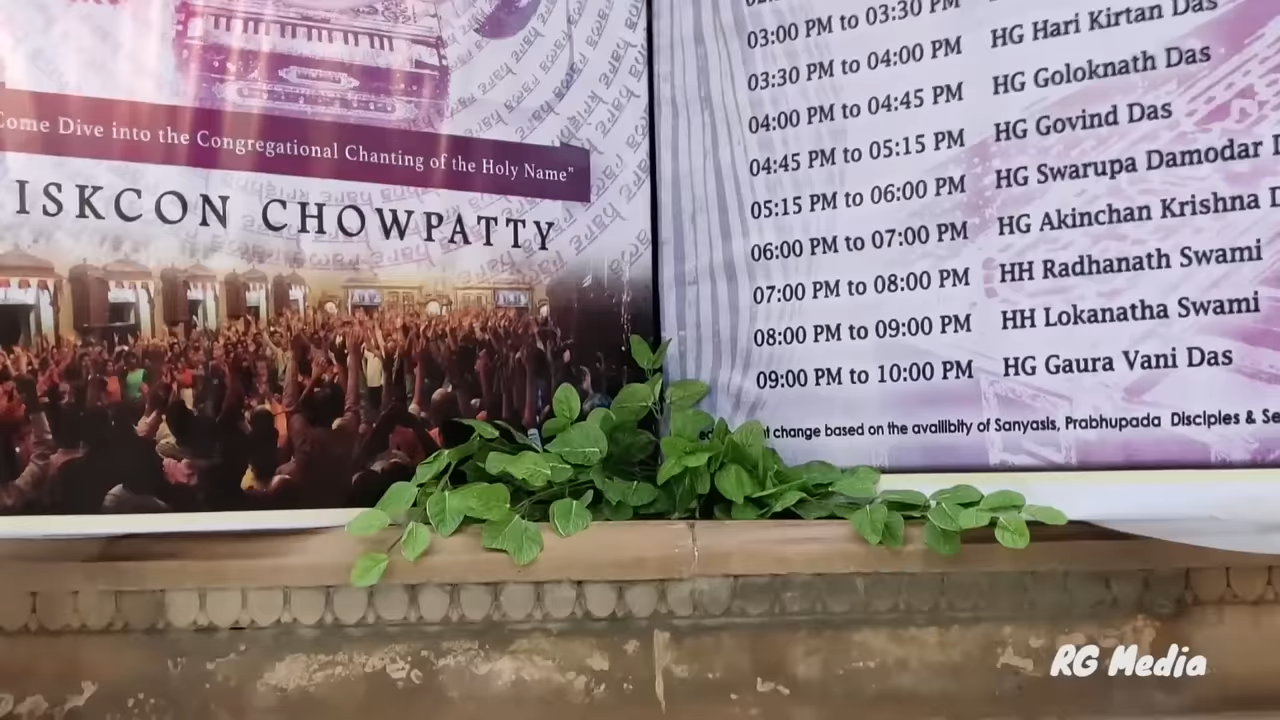 Come Dive into the Congregational Chanting of the Holy Name"
ISKCON CHOWPATTY
03:00 PM to 03:30 PM
03:30 PM to 04:00 PM HG Hari Kirtan Das
04:00 PM to 04:45 PM HG Goloknath Das
04:45 PM to 05:15 PM HG Govind Das
05:15 PM to 06:00 PM HG Swarupa Damodar
06:00 PM to 07:00 PM HG Akinchan Krishna
07:00 PM to 08:00 PM HH Radhanath Swami
08:00 PM to 09:00 PM HH Lokanatha Swami
09:00 PM to 10:00 PM HG Gaura Vani Das
change based on the availibity of Sanyasis, Prabhupada Disciples &
RG Media